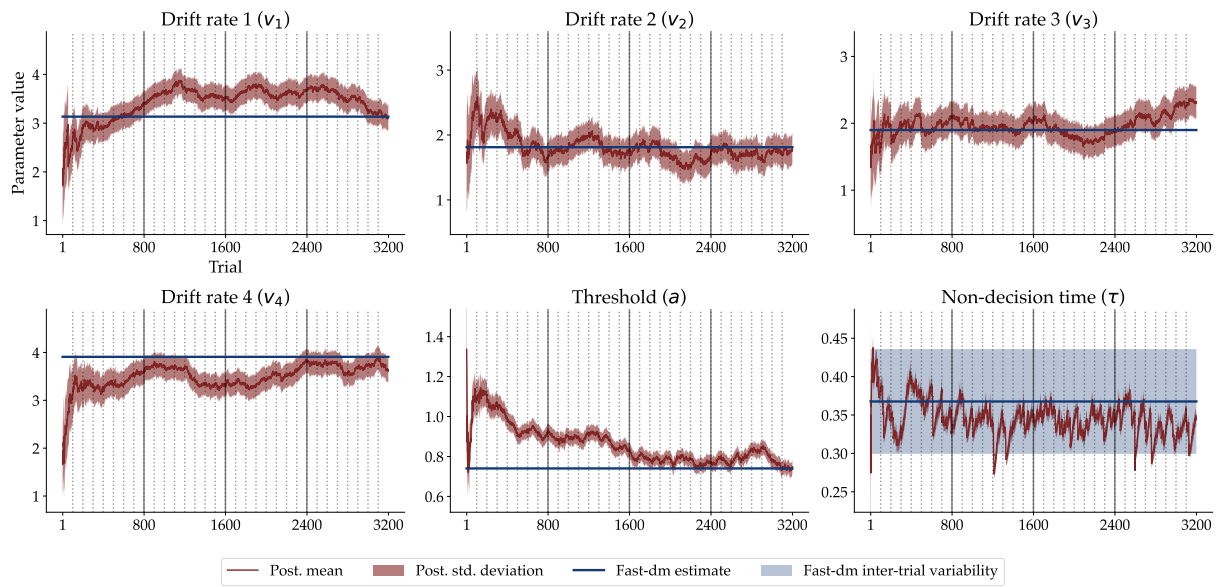 Drift rate 1 (v₁)
Drift rate 2 (v₂)
Drift rate 3 (v₃)
Parameter value
4
3
2
1
1 800 1600 2400 3200
Trial
3
2
1
1 800 1600 2400 3200
3
2
1
1 800 1600 2400 3200
Drift rate 4 (v₄)
Threshold (a)
Non-decision time (τ)
4
3
2
1
1 800 1600 2400 3200
1.4
1.2
1.0
0.8
0.6
1 800 1600 2400 3200
0.45
0.40
0.35
0.30
0.25
1 800 1600 2400 3200
Post. mean
Post. std. deviation
Fast-dm estimate
Fast-dm inter-trial variability